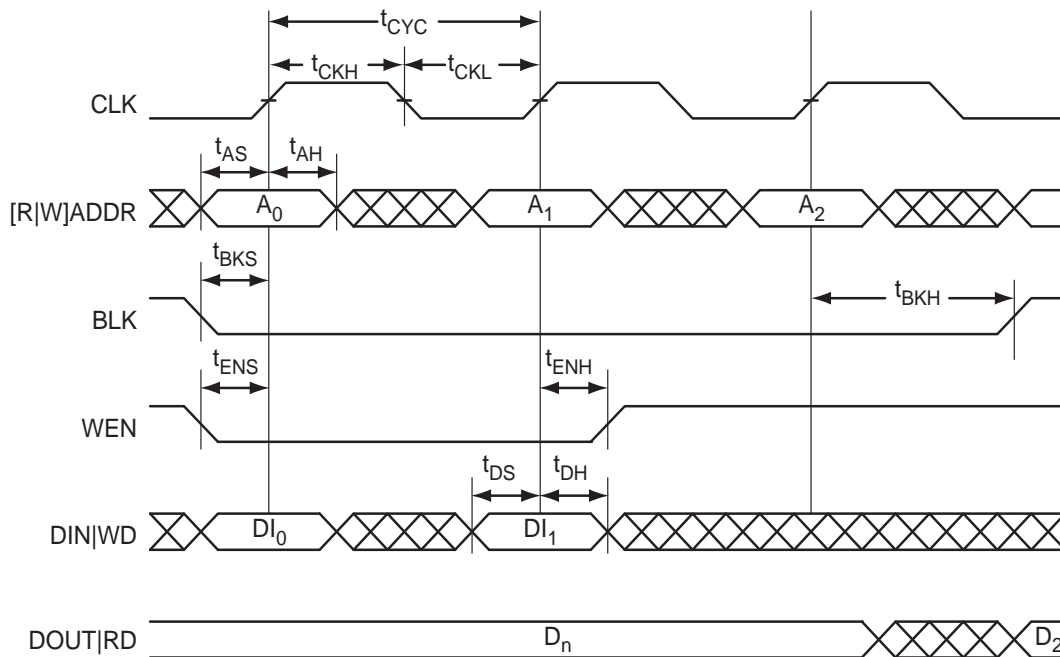 tCYC
tCKH tCKL
CLK
tAS tAH
[R|W]ADDR A0 A1 A2
tBKS tBKH
BLK
tENS tENH
WEN
tDS tDH
DIN|WD DI0 DI1
DOUT|RD Dn D2